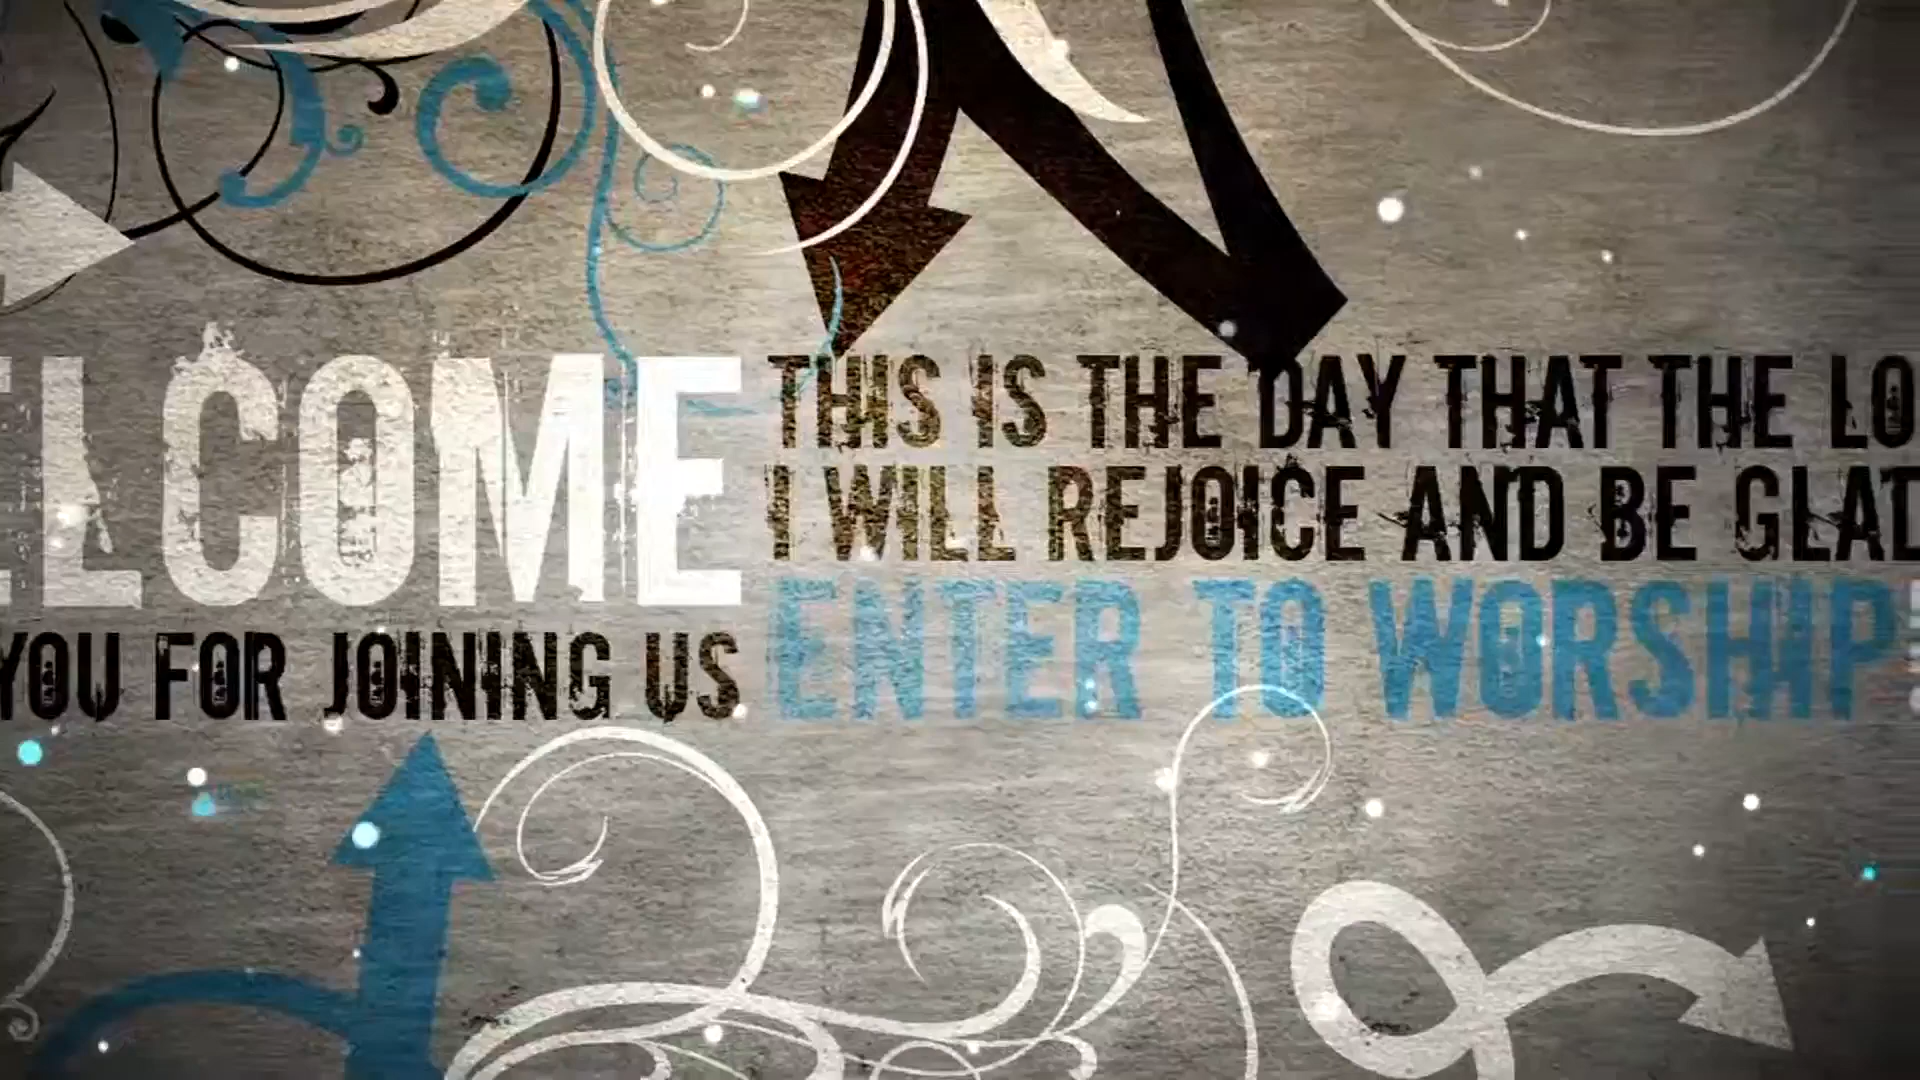 ELCOME
YOU FOR JOINING US
THIS IS THE DAY THAT THE LO
I WILL REJOICE AND BE GLAD
ENTER TO WORSHIP